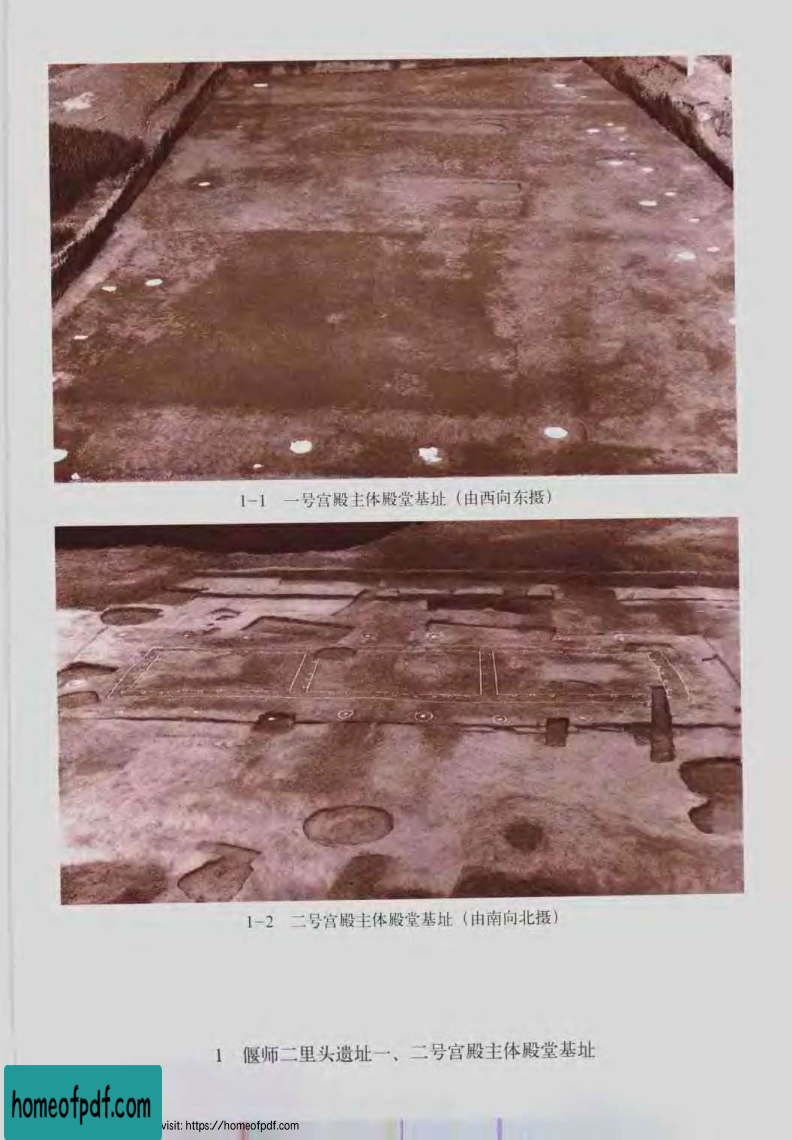 1-1 一号宫殿主体殿堂基址（由西向东摄）
1-2 二号宫殿主体殿堂基址（由南向北摄）
1 偃师二里头遗址一、二号宫殿主体殿堂基址
homeofpdf.com
visit: https://homeofpdf.com